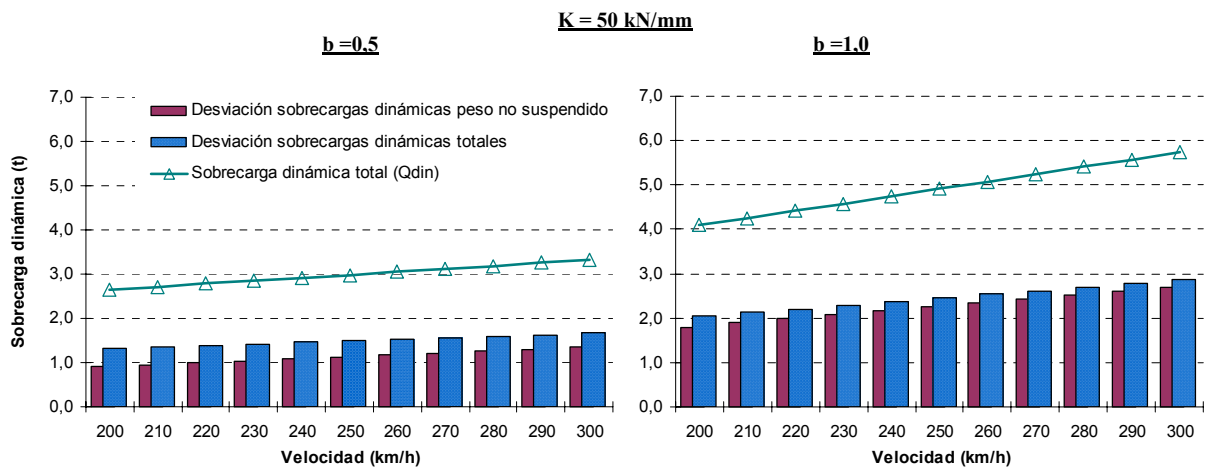 K = 50 kN/mm
b =0,5
b =1,0
Sobrecarga dinámica (t)
7,0
6,0
5,0
4,0
3,0
2,0
1,0
0,0
Desviación sobrecargas dinámicas peso no suspendido
Desviación sobrecargas dinámicas totales
Sobrecarga dinámica total (Qdin)
200 210 220 230 240 250 260 270 280 290 300
Velocidad (km/h)
7,0
6,0
5,0
4,0
3,0
2,0
1,0
0,0
200 210 220 230 240 250 260 270 280 290 300
Velocidad (km/h)